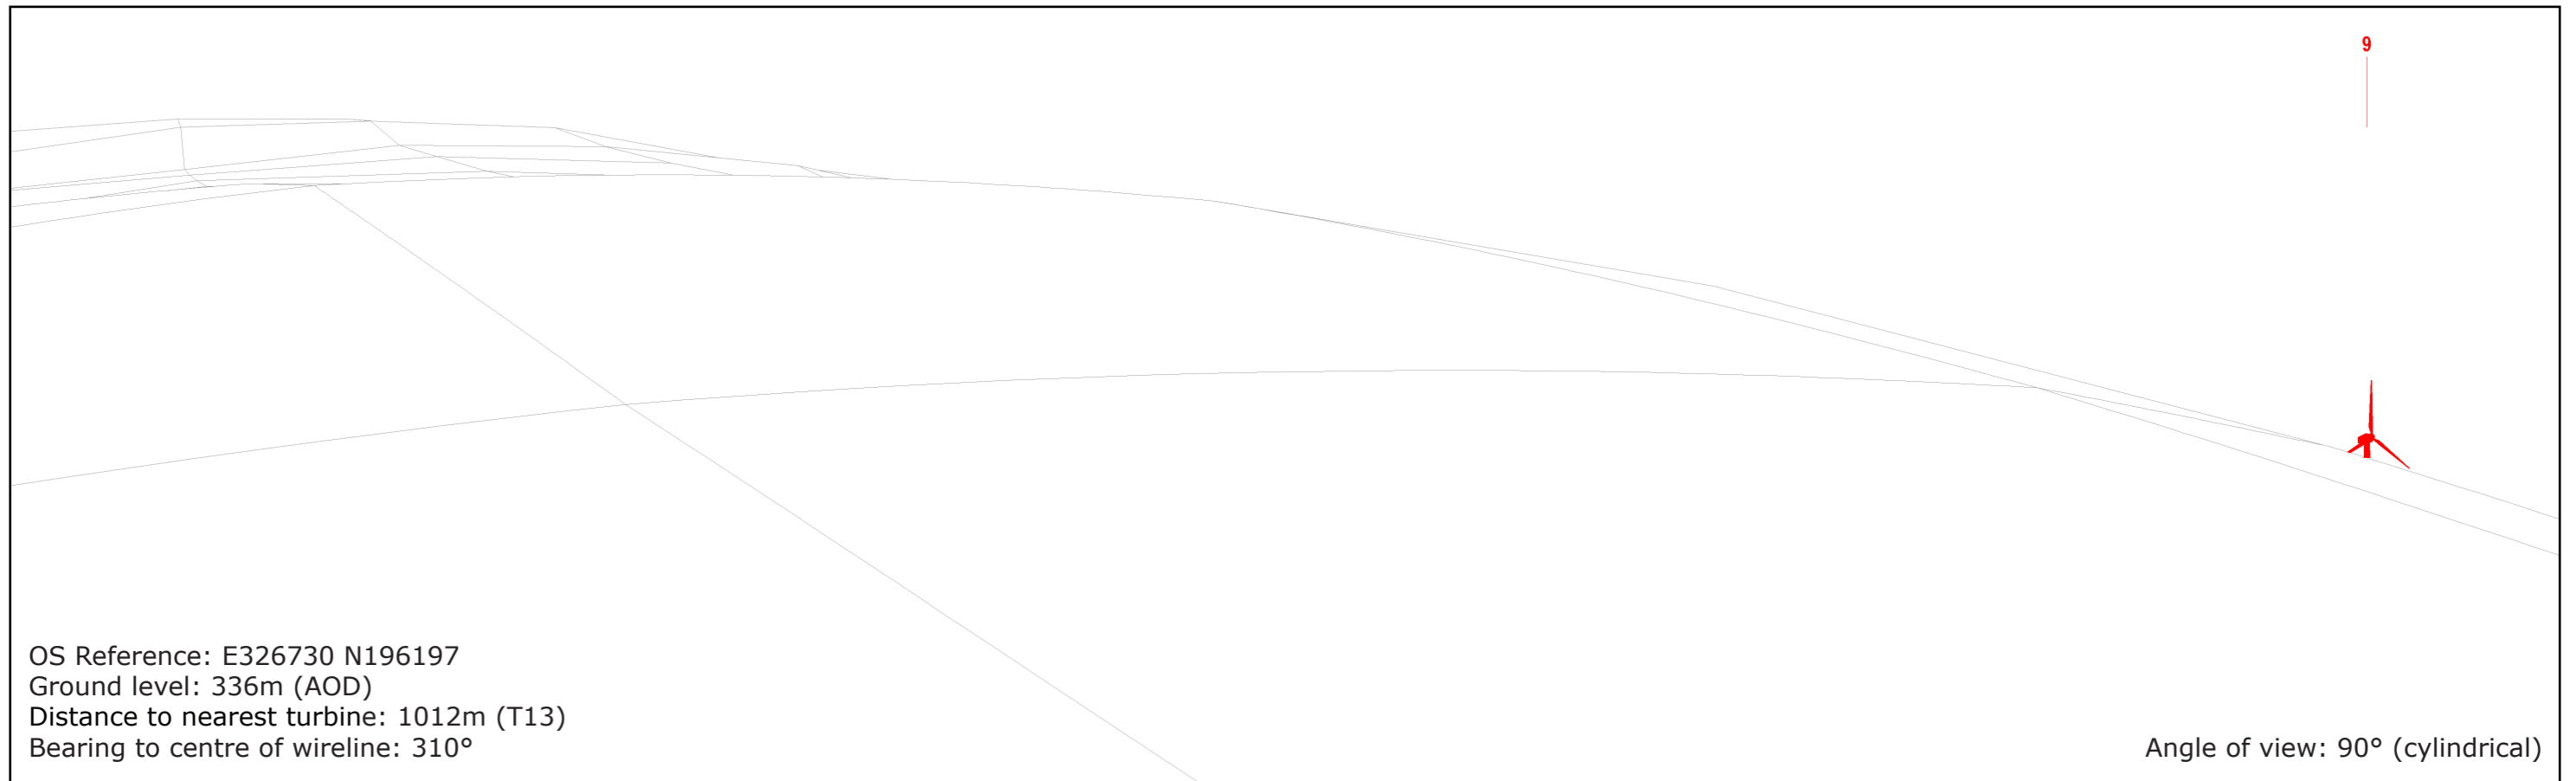 9
OS Reference: E326730 N196197
Ground level: 336m (AOD)
Distance to nearest turbine: 1012m (T13)
Bearing to centre of wireline: 310°
Angle of view: 90° (cylindrical)